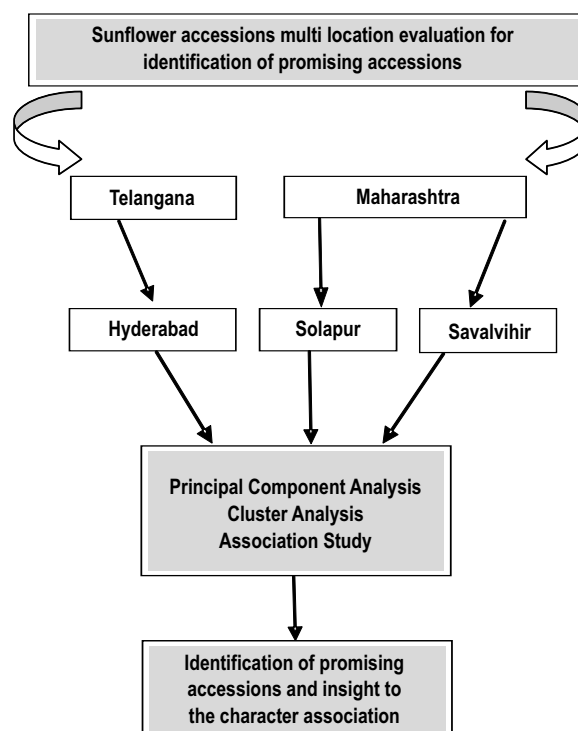 Sunflower accessions multi location evaluation for
identification of promising accessions
Telangana
Maharashtra
Hyderabad
Solapur
Savalvihir
Principal Component Analysis
Cluster Analysis
Association Study
Identification of promising
accessions and insight to
the character association